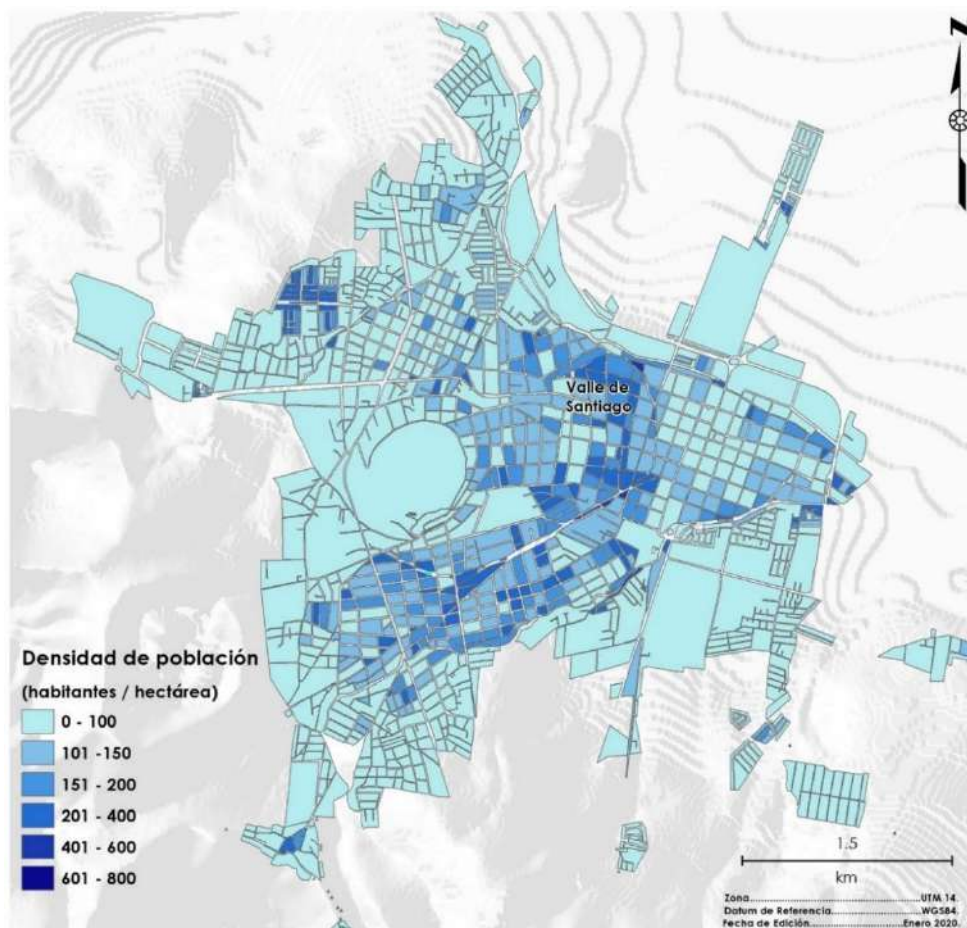 Valle de
Santiago
Densidad de población
(habitantes / hectárea)
0 - 100
101 -150
151 - 200
201 - 400
401 - 600
601 - 800
1.5
km
Zona..........................UTM 14.
Datum de Referencia..............WGS84.
Fecha de Edición................Enero 2020.